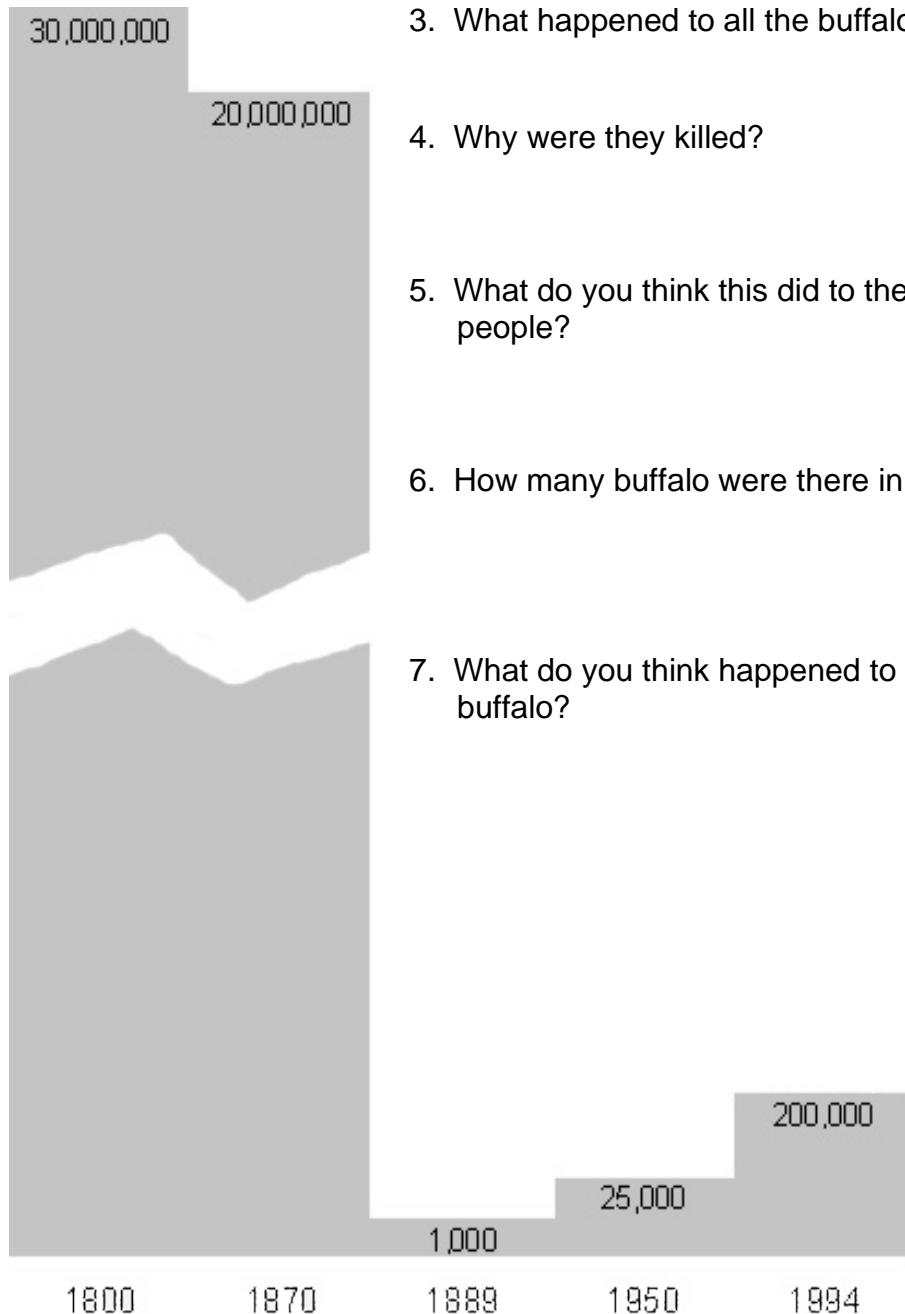 30,000,000
20,000,000
3. What happened to all the buffalo
4. Why were they killed?
5. What do you think this did to the
people?
6. How many buffalo were there in
7. What do you think happened to
buffalo?
200,000
25,000
1,000
1800 1870 1889 1950 1994